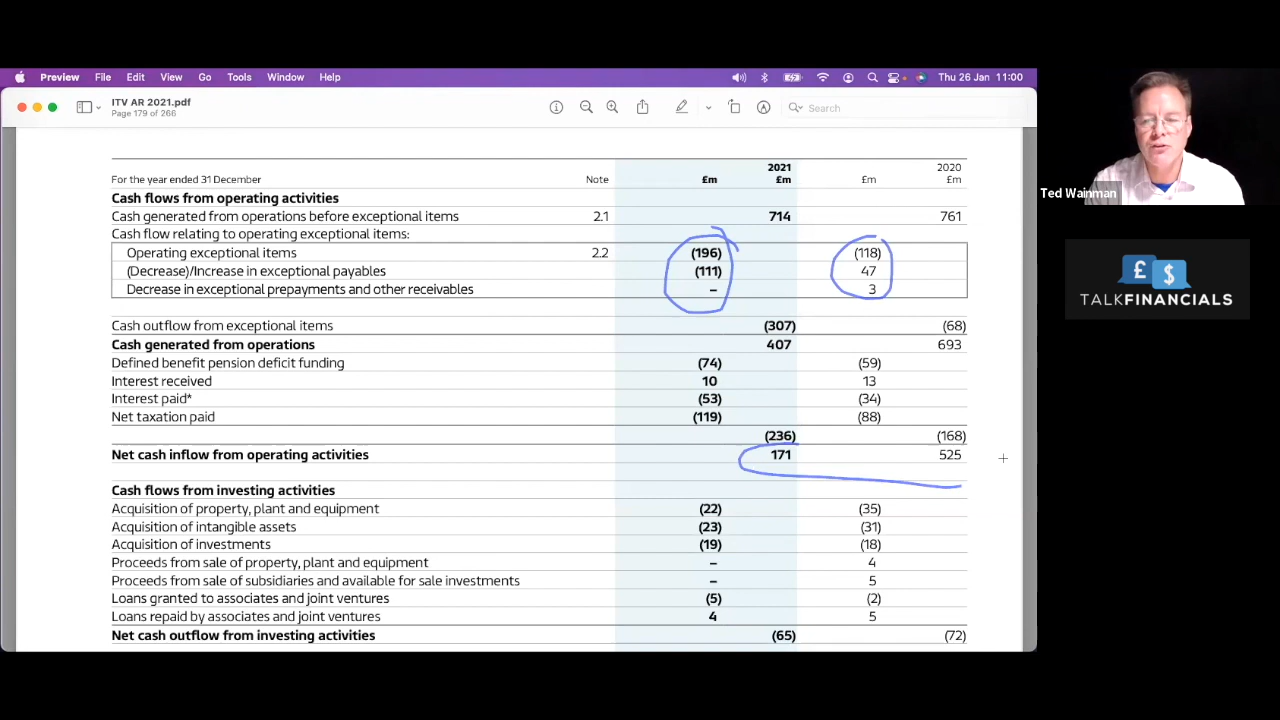 Preview File Edit View Go Tools Window Help Thu 26 Jan 11:00
ITV AR 2021.pdf
Page 179 of 266
Search
2021 2020
For the year ended 31 December Note £m £m £m £m
Cash flows from operating activities
Cash generated from operations before exceptional items 2.1 714 761
Cash flow relating to operating exceptional items:
Operating exceptional items 2.2 (196) (118)
(Decrease)/Increase in exceptional payables (111) 47
Decrease in exceptional prepayments and other receivables – 3
Cash outflow from exceptional items (307) (68)
Cash generated from operations 407 693
Defined benefit pension deficit funding (74) (59)
Interest received 10 13
Interest paid* (53) (34)
Net taxation paid (119) (88)
(236) (168)
Net cash inflow from operating activities 171 525
Cash flows from investing activities
Acquisition of property, plant and equipment (22) (35)
Acquisition of intangible assets (23) (31)
Acquisition of investments (19) (18)
Proceeds from sale of property, plant and equipment – 4
Proceeds from sale of subsidiaries and available for sale investments – 5
Loans granted to associates and joint ventures (5) (2)
Loans repaid by associates and joint ventures 4 5
Net cash outflow from investing activities (65) (72)
Ted Wainman
£ $
TALKFINANCIALS